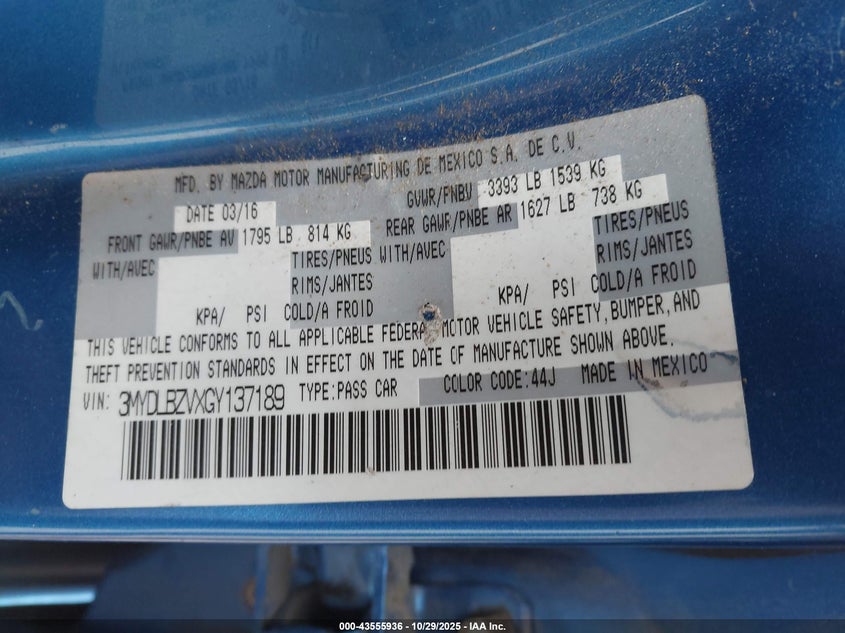 MFD. BY MAZDA MOTOR MANUFACTURING DE MEXICO S.A. DE C.V.
DATE 03/16 GVWR/PNBV 3393 LB 1539 KG
FRONT GAWR/PNBE AV 1795 LB 814 KG REAR GAWR/PNBE AR 1627 LB 738 KG
WITH/AVEC TIRES/PNEUS WITH/AVEC TIRES/PNEUS
RIMS/JANTES RIMS/JANTES
KPA/ PSI COLD/A FROID KPA/ PSI COLD/A FROID
THIS VEHICLE CONFORMS TO ALL APPLICABLE FEDERAL MOTOR VEHICLE SAFETY, BUMPER, AND
THEFT PREVENTION STANDARDS IN EFFECT ON THE DATE OF MANUFACTURE SHOWN ABOVE.
VIN: 3MYDLBZVXGY137189 TYPE:PASS CAR COLOR CODE:44J MADE IN MEXICO
000-43555936 - 10/29/2025 - IAA Inc.